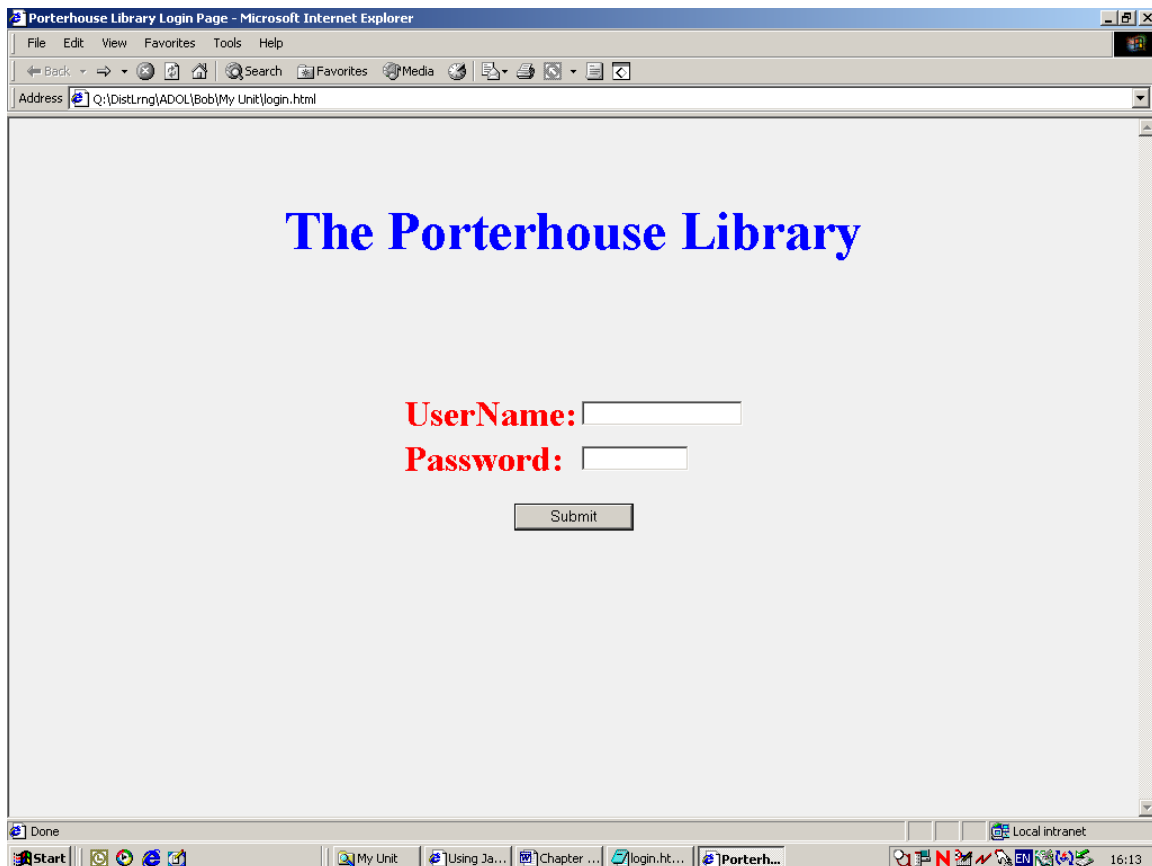 Porterhouse Library Login Page - Microsoft Internet Explorer
File Edit View Favorites Tools Help
Back Search Favorites Media
Address Q:\DistLrng\ADOL\Bob\My Unit\login.html
The Porterhouse Library
UserName:
Password:
Submit
Done Local intranet
Start My Unit Using Ja... Chapter ... login.ht... Porterh... N EN 16:13